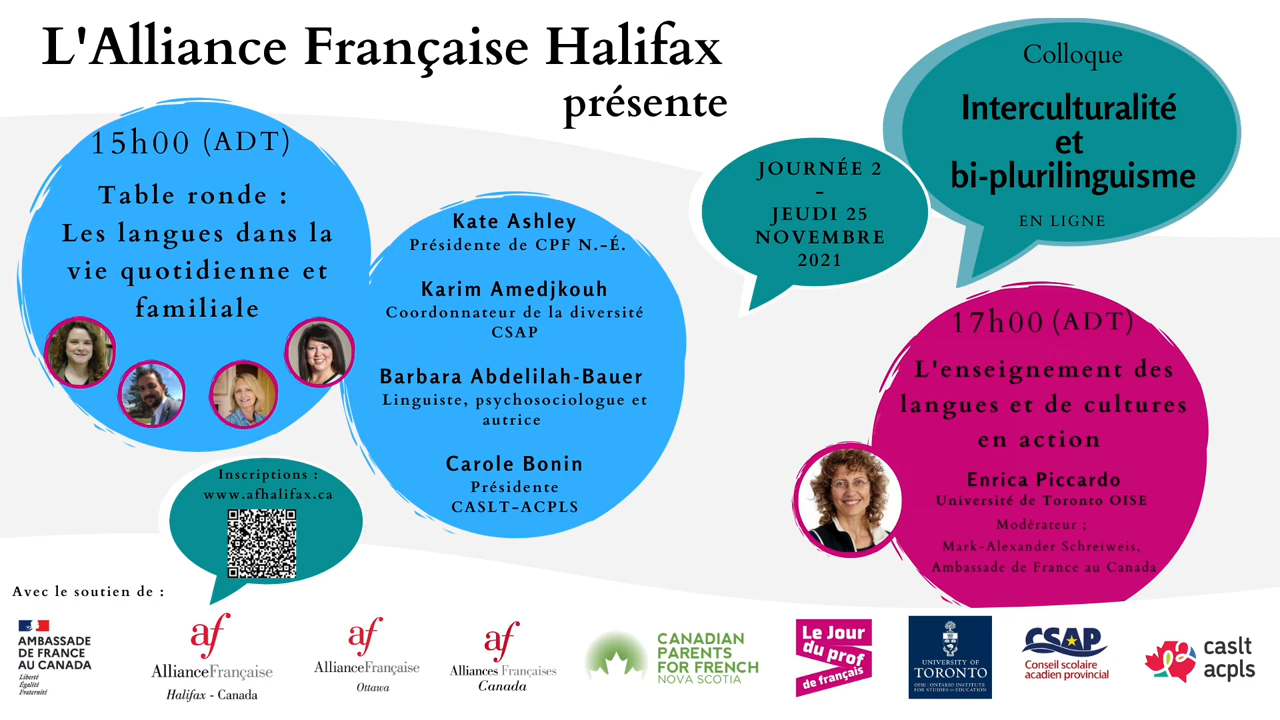 L'Alliance Française Halifax
présente
Colloque
Interculturalité
et
bi-plurilinguisme
EN LIGNE
JOURNÉE 2
-
JEUDI 25
NOVEMBRE
2021
15h00 (ADT)
Table ronde :
Les langues dans la
vie quotidienne et
familiale
Kate Ashley
Présidente de CPF N.-É.
Karim Amedjkouh
Coordonnateur de la diversité
CSAP
Barbara Abdelilah-Bauer
Linguiste, psychosociologue et
autrice
Carole Bonin
Présidente
CASLT-ACPLS
17h00 (ADT)
L'enseignement des
langues et de cultures
en action
Enrica Piccardo
Université de Toronto OISE
Modérateur :
Mark-Alexander Schreiweis,
Ambassade de France au Canada
Inscriptions :
www.afhalifax.ca
Avec le soutien de :
AMBASSADE
DE FRANCE
AU CANADA
Liberté
Égalité
Fraternité
af
AllianceFrançaise
Halifax - Canada
af
AllianceFrançaise
Ottawa
af
Alliances Françaises
Canada
CANADIAN
PARENTS
FOR FRENCH
NOVA SCOTIA
Le Jour
du prof
de français
UNIVERSITY OF
TORONTO
OISE | ONTARIO INSTITUTE
FOR STUDIES IN EDUCATION
CSAP
Conseil scolaire
acadien provincial
caslt
acpls